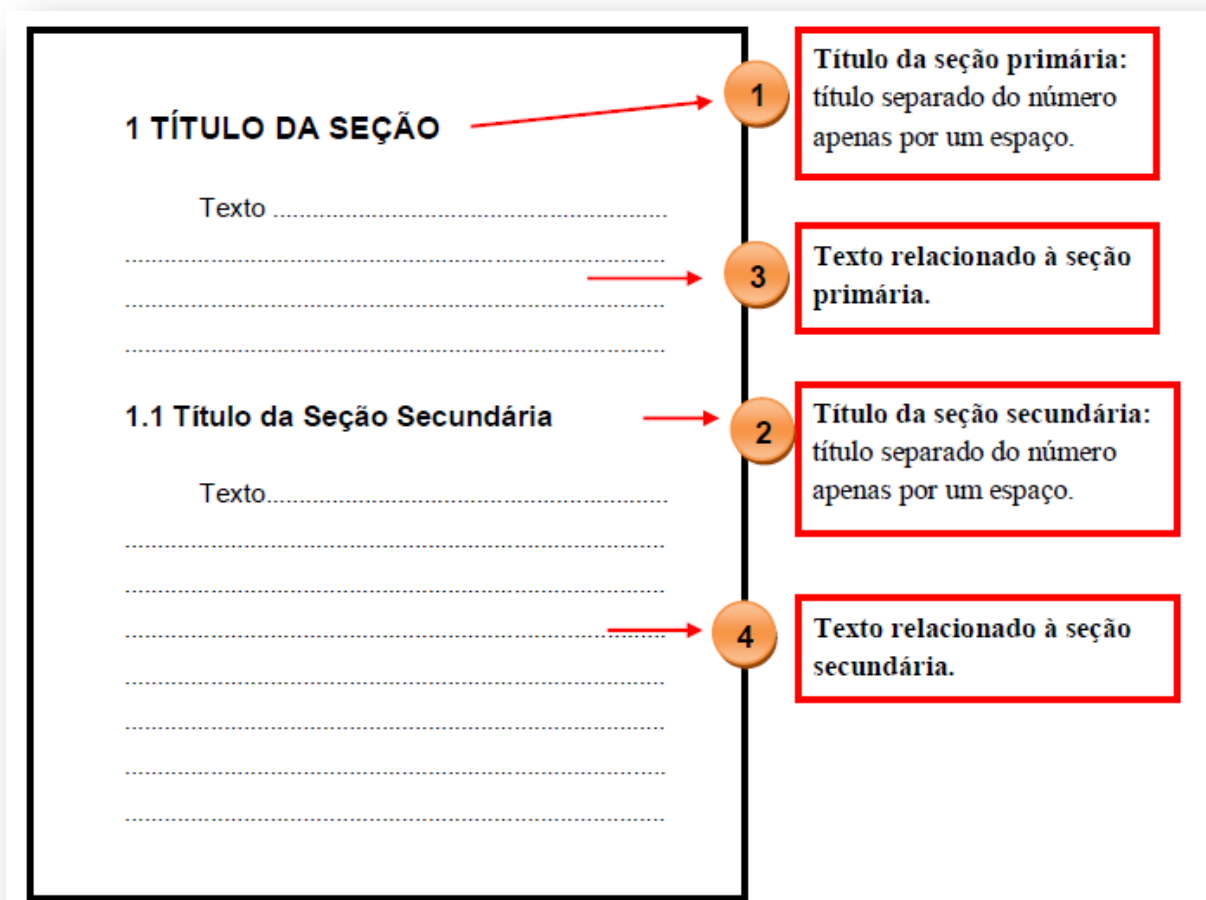 1 TÍTULO DA SEÇÃO
Texto ............................................................
..................................................................................
..................................................................................
..................................................................................
1.1 Título da Seção Secundária
Texto.............................................................
..................................................................................
..................................................................................
..................................................................................
..................................................................................
..................................................................................
..................................................................................
..................................................................................
1
Título da seção primária:
título separado do número
apenas por um espaço.
3
Texto relacionado à seção
primária.
2
Título da seção secundária:
título separado do número
apenas por um espaço.
4
Texto relacionado à seção
secundária.